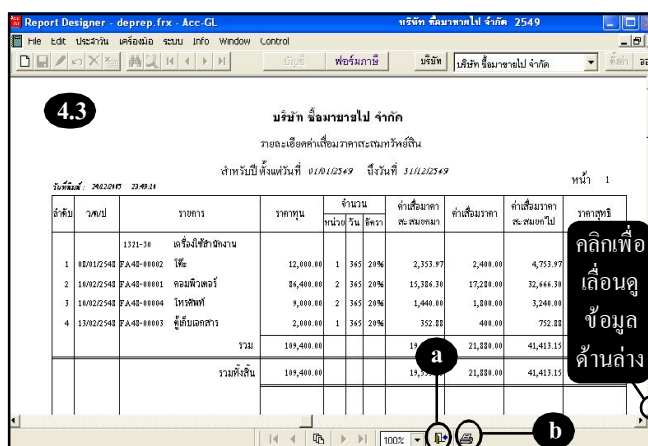 Report Designer - deprep.frx - Acc-GL บริษัท ซื้อมาขายไป จำกัด 2549
File Edit ประจำวัน เครื่องมือ ระบบ Info Window Control
บัญชี ฟอร์มภาษี บริษัท บริษัท ซื้อมาขายไป จำกัด ตั้งค่า
4.3
บริษัท ซื้อมาขายไป จำกัด
รายละเอียดค่าเสื่อมราคาสะสมทรัพย์สิน
สำหรับปี ตั้งแต่วันที่ 01/01/2549 ถึงวันที่ 31/12/2549
วันที่พิมพ์ : 23:49:24 หน้า 1
ลำดับ ว/ด/ป รายการ ราคาทุน จำนวน ค่าเสื่อมราคา ค่าเสื่อมราคา ค่าเสื่อมราคา ราคาสุทธิ
หน่วย วัน อัตรา สะสมยกมา สะสมยกไป
1321-30 เครื่องใช้สำนักงาน
1 08/01/2548 FA48-00002 โต๊ะ 12,000.00 1 365 20% 2,353.97 2,400.00 4,753.97
2 10/02/2548 FA48-00001 คอมพิวเตอร์ 86,400.00 2 365 20% 15,386.30 17,280.00 32,666.30
3 10/02/2548 FA48-00004 โทรศัพท์ 9,000.00 2 365 20% 1,440.00 1,800.00 3,240.00
4 13/02/2548 FA48-00003 ตู้เก็บเอกสาร 2,000.00 1 365 20% 352.88 400.00 752.88
รวม 109,400.00 21,880.00 41,413.15
รวมทั้งสิ้น 109,400.00 21,880.00 41,413.15
คลิกเพื่อ
เลื่อนดู
ข้อมูล
ด้านล่าง
a
100%
b